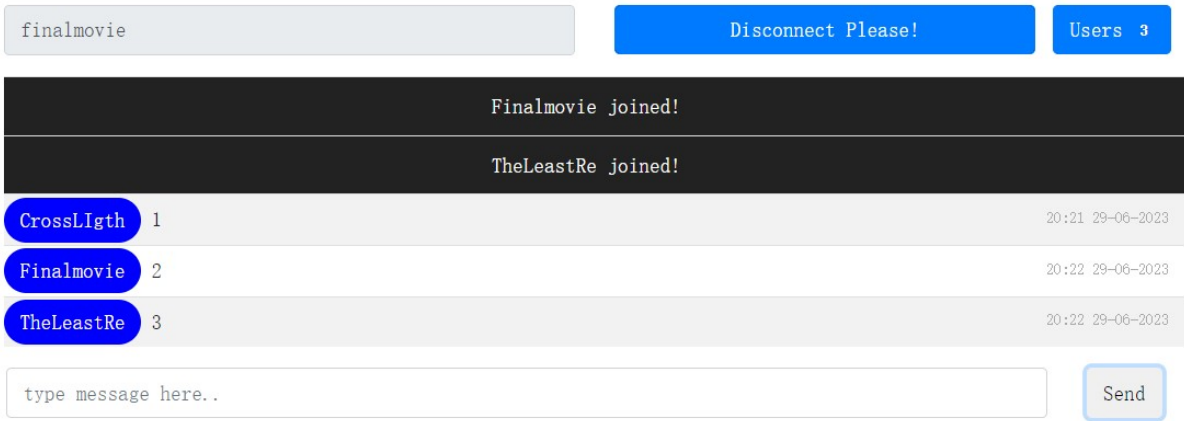 finalmovie Disconnect Please! Users 3
Finalmovie joined!
TheLeastRe joined!
CrossLIgth 1 20:21 29-06-2023
Finalmovie 2 20:22 29-06-2023
TheLeastRe 3 20:22 29-06-2023
type message here.. Send